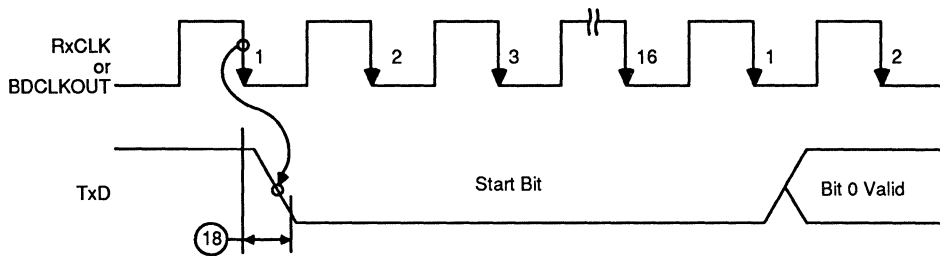 RxCLK
or
BDCLKOUT
1
2
3
16
1
2
TxD
Start Bit
Bit 0 Valid
18